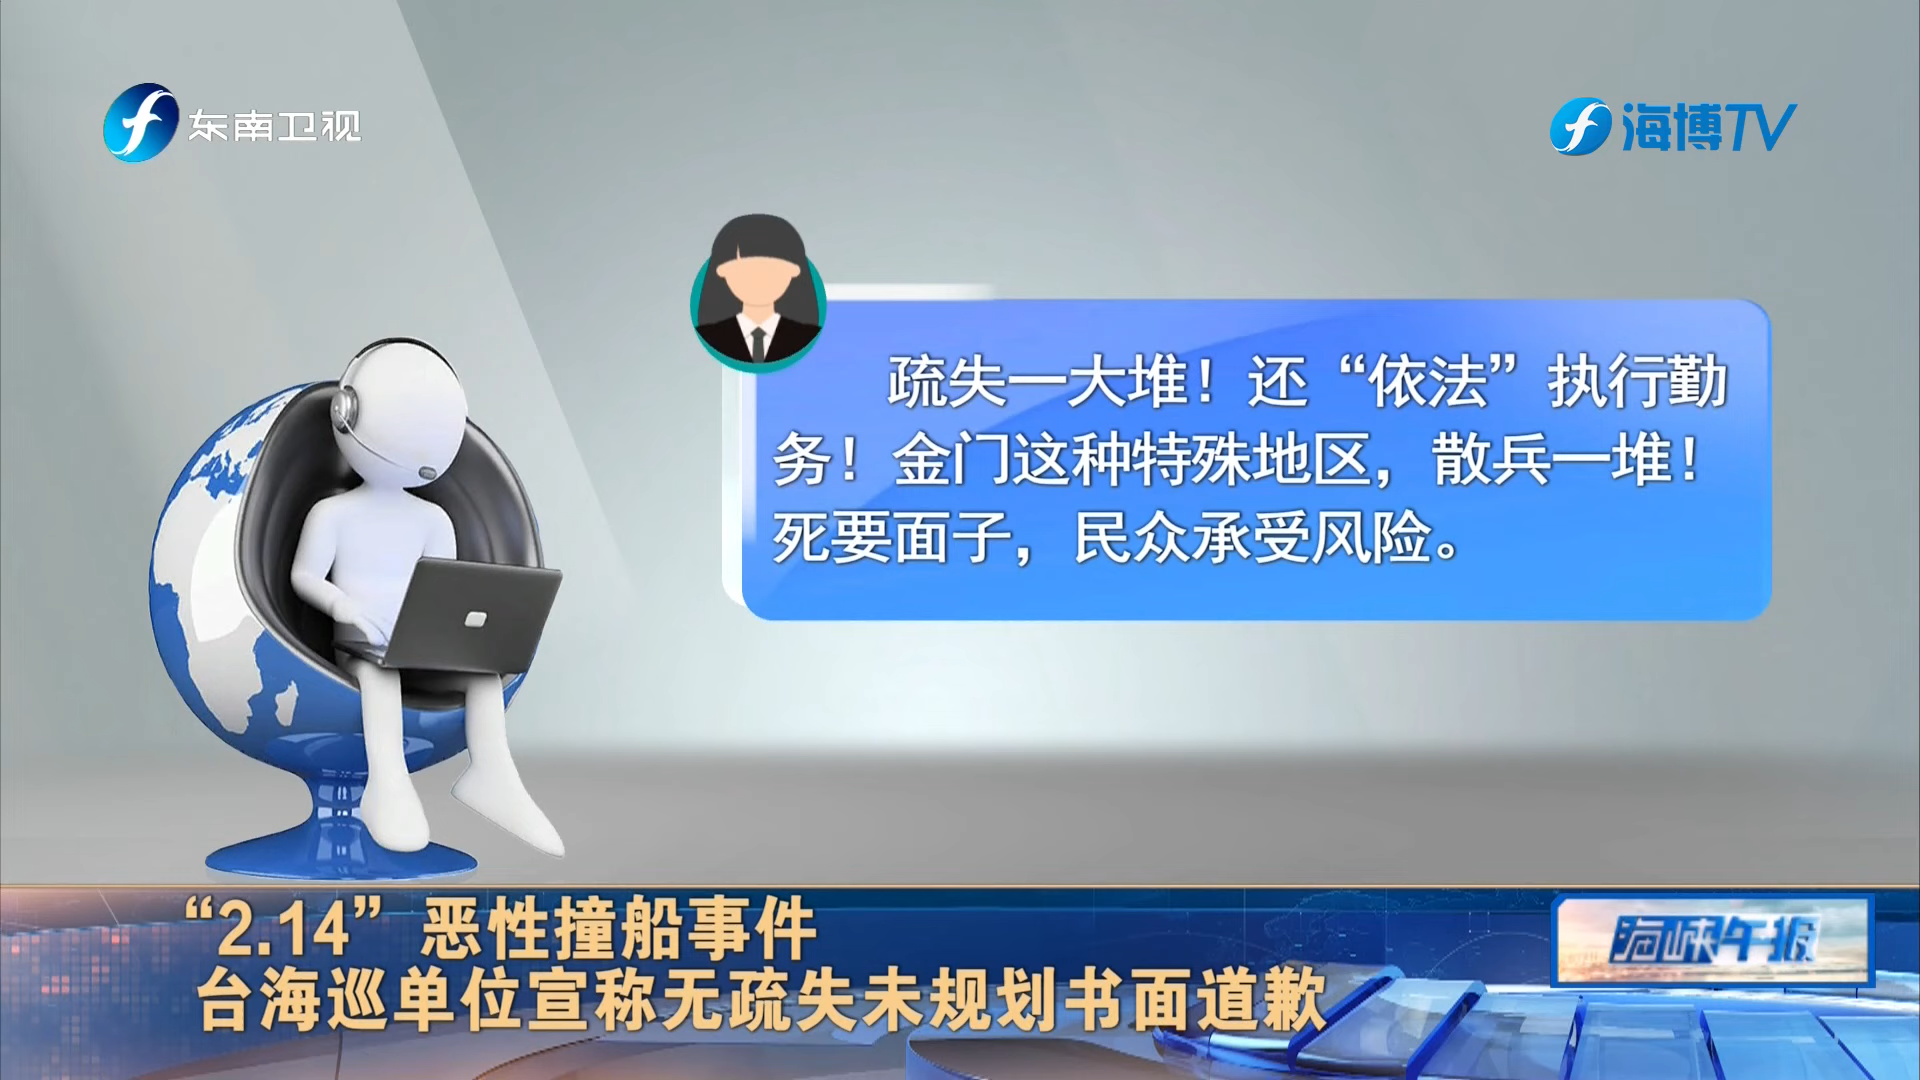 东南卫视
海博TV
疏失一大堆！还“依法”执行勤
务！金门这种特殊地区，散兵一堆！
死要面子，民众承受风险。
“2.14”恶性撞船事件
台海巡单位宣称无疏失未规划书面道歉
海峡午报